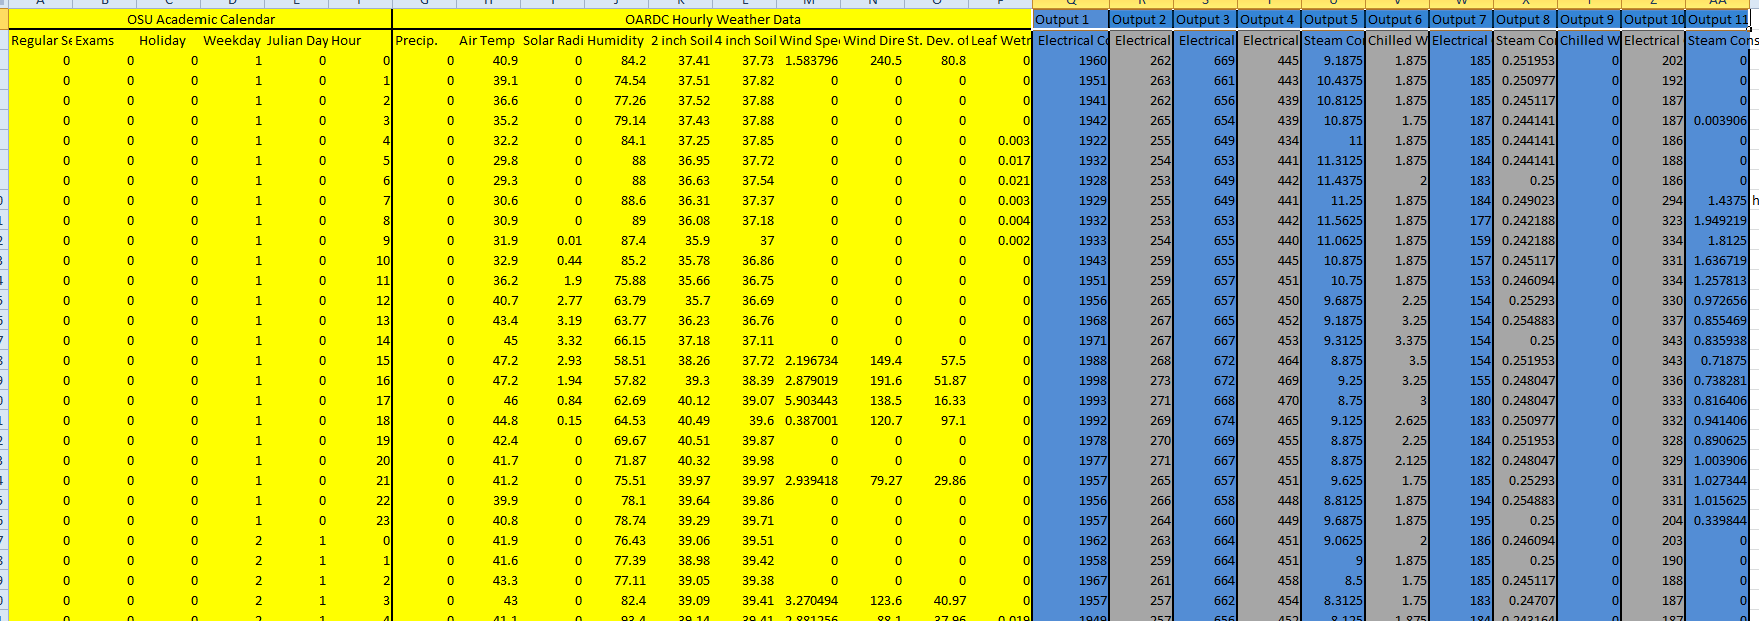 OSU Academic Calendar OARDC Hourly Weather Data Output 1 Output 2 Output 3 Output 4 Output 5 Output 6 Output 7 Output 8 Output 9 Output 10 Output 11
Regular Se Exams Holiday Weekday Julian Day Hour Precip. Air Temp Solar Radi Humidity 2 inch Soil 4 inch Soil Wind Spe Wind Dire St. Dev. of Leaf Wetn Electrical Co Electrical Electrical Electrical Steam Co Chilled W Electrical Steam Co Chilled W Electrical Steam Cons
0 0 0 1 0 0 0 40.9 0 84.2 37.41 37.73 1.583796 240.5 80.8 0 1960 262 669 445 9.1875 1.875 185 0.251953 0 202 0
0 0 0 1 0 1 0 39.1 0 74.54 37.51 37.82 0 0 0 0 1951 263 661 443 10.4375 1.875 185 0.250977 0 192 0
0 0 0 1 0 2 0 36.6 0 77.26 37.52 37.88 0 0 0 0 1941 262 656 439 10.8125 1.875 185 0.245117 0 187 0
0 0 0 1 0 3 0 35.2 0 79.14 37.43 37.88 0 0 0 0 1942 265 654 439 10.875 1.75 187 0.244141 0 187 0.003906
0 0 0 1 0 4 0 32.2 0 84.1 37.25 37.85 0 0 0 0.003 1922 255 649 434 11 1.875 185 0.244141 0 186 0
0 0 0 1 0 5 0 29.8 0 88 36.95 37.72 0 0 0 0.017 1932 254 653 441 11.3125 1.875 184 0.244141 0 188 0
0 0 0 1 0 6 0 29.3 0 88 36.63 37.54 0 0 0 0.021 1928 253 649 442 11.4375 2 183 0.25 0 186 0
0 0 0 1 0 7 0 30.6 0 88.6 36.31 37.37 0 0 0 0.003 1929 255 649 441 11.25 1.875 184 0.249023 0 294 1.4375 h
0 0 0 1 0 8 0 30.9 0 89 36.08 37.18 0 0 0 0.004 1932 253 653 442 11.5625 1.875 177 0.242188 0 323 1.949219
0 0 0 1 0 9 0 31.9 0.01 87.4 35.9 37 0 0 0 0.002 1933 254 655 440 11.0625 1.875 159 0.242188 0 334 1.8125
0 0 0 1 0 10 0 32.9 0.44 85.2 35.78 36.86 0 0 0 0 1943 259 655 445 10.875 1.875 157 0.245117 0 331 1.636719
0 0 0 1 0 11 0 36.2 1.9 75.88 35.66 36.75 0 0 0 0 1951 259 657 451 10.75 1.875 153 0.246094 0 334 1.257813
0 0 0 1 0 12 0 40.7 2.77 63.79 35.7 36.69 0 0 0 0 1956 265 657 450 9.6875 2.25 154 0.25293 0 330 0.972656
0 0 0 1 0 13 0 43.4 3.19 63.77 36.23 36.76 0 0 0 0 1968 267 665 452 9.1875 3.25 154 0.254883 0 337 0.855469
0 0 0 1 0 14 0 45 3.32 66.15 37.18 37.11 0 0 0 0 1971 267 667 453 9.3125 3.375 154 0.25 0 343 0.835938
0 0 0 1 0 15 0 47.2 2.93 58.51 38.26 37.72 2.196734 149.4 57.5 0 1988 268 672 464 8.875 3.5 154 0.251953 0 343 0.71875
0 0 0 1 0 16 0 47.2 1.94 57.82 39.3 38.39 2.879019 191.6 51.87 0 1998 273 672 469 9.25 3.25 155 0.248047 0 336 0.738281
0 0 0 1 0 17 0 46 0.84 62.69 40.12 39.07 5.903443 138.5 16.33 0 1993 271 668 470 8.75 3 180 0.248047 0 333 0.816406
0 0 0 1 0 18 0 44.8 0.15 64.53 40.49 39.6 0.387001 120.7 97.1 0 1992 269 674 465 9.125 2.625 183 0.250977 0 332 0.941406
0 0 0 1 0 19 0 42.4 0 69.67 40.51 39.87 0 0 0 0 1978 270 669 455 8.875 2.25 184 0.251953 0 328 0.890625
0 0 0 1 0 20 0 41.7 0 71.87 40.32 39.98 0 0 0 0 1977 271 667 455 8.875 2.125 182 0.248047 0 329 1.003906
0 0 0 1 0 21 0 41.2 0 75.51 39.97 39.97 2.939418 79.27 29.86 0 1957 265 657 451 9.625 1.75 185 0.25293 0 331 1.027344
0 0 0 1 0 22 0 39.9 0 78.1 39.64 39.86 0 0 0 0 1956 266 658 448 8.8125 1.875 194 0.254883 0 331 1.015625
0 0 0 1 0 23 0 40.8 0 78.74 39.29 39.71 0 0 0 0 1957 264 660 449 9.6875 1.875 195 0.25 0 204 0.339844
0 0 0 2 1 0 0 41.9 0 76.43 39.06 39.51 0 0 0 0 1962 263 664 451 9.0625 2 186 0.246094 0 203 0
0 0 0 2 1 1 0 41.6 0 77.39 38.98 39.42 0 0 0 0 1958 259 664 451 9 1.875 185 0.25 0 190 0
0 0 0 2 1 2 0 43.3 0 77.11 39.05 39.38 0 0 0 0 1967 261 664 458 8.5 1.75 185 0.245117 0 188 0
0 0 0 2 1 3 0 43 0 82.4 39.09 39.41 3.270494 123.6 40.97 0 1957 257 662 454 8.3125 1.75 183 0.24707 0 187 0